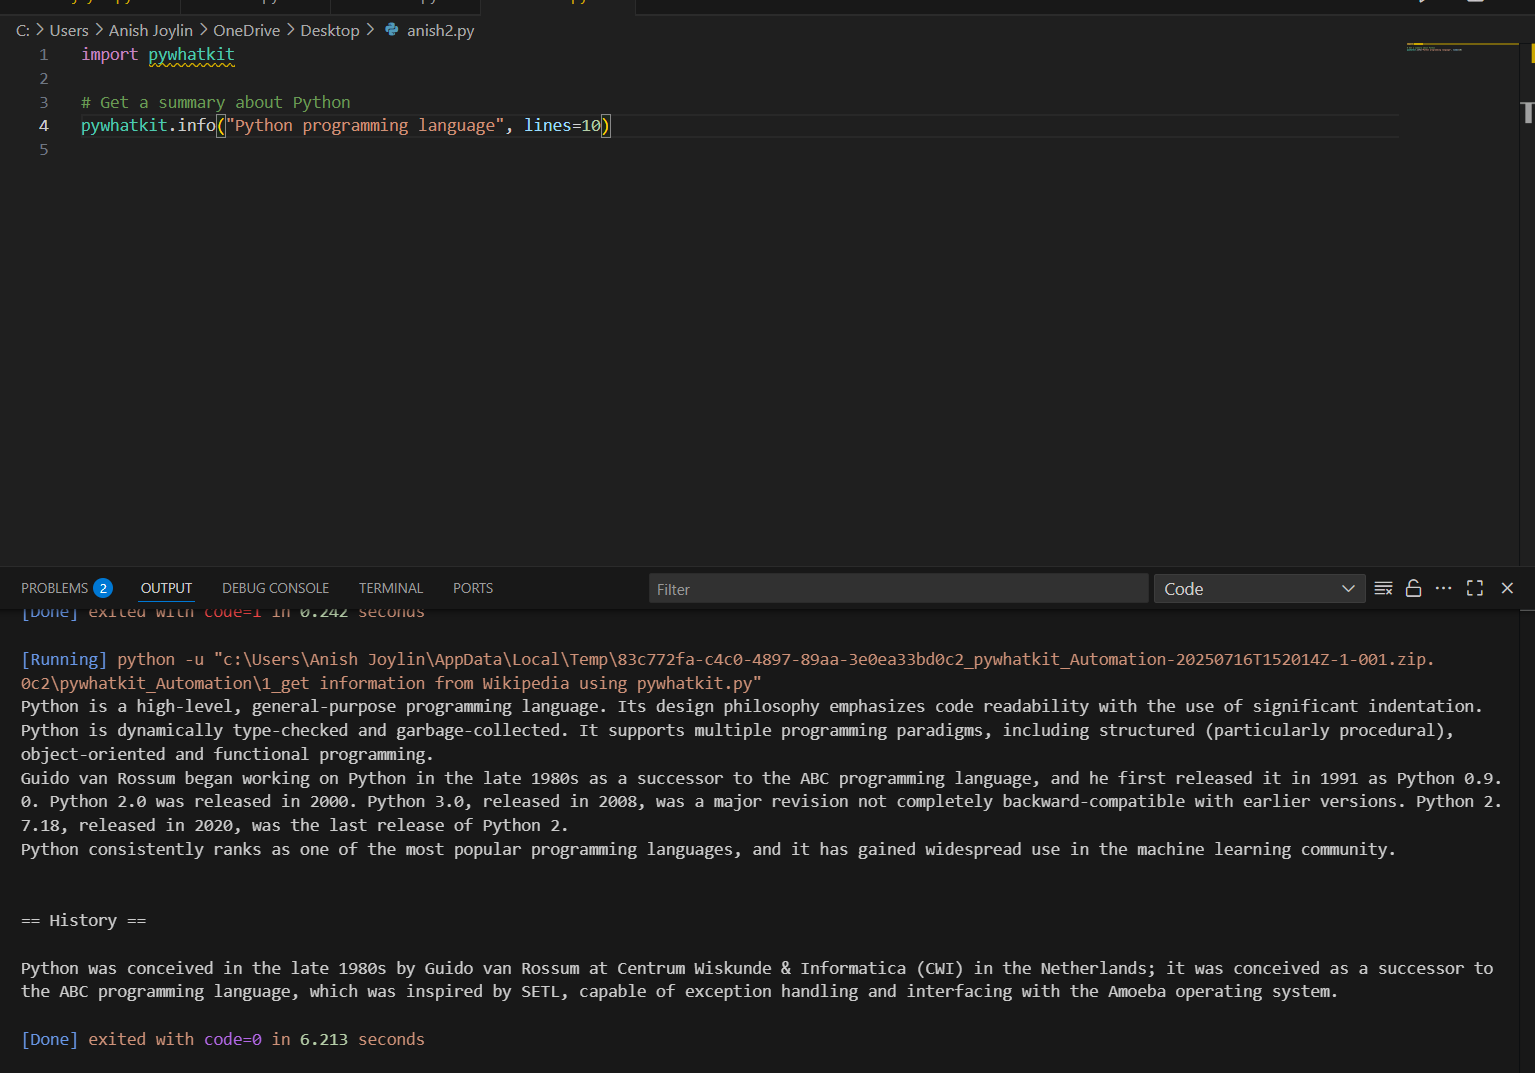 C: > Users > Anish Joylin > OneDrive > Desktop > anish2.py
1 import pywhatkit
2
3 # Get a summary about Python
4 pywhatkit.info("Python programming language", lines=10)
5
PROBLEMS 2 OUTPUT DEBUG CONSOLE TERMINAL PORTS Filter Code
[Done] exited with code=1 in 0.242 seconds
[Running] python -u "c:\Users\Anish Joylin\AppData\Local\Temp\83c772fa-c4c0-4897-89aa-3e0ea33bd0c2_pywhatkit_Automation-20250716T152014Z-1-001.zip.
0c2\pywhatkit_Automation\1_get information from Wikipedia using pywhatkit.py"
Python is a high-level, general-purpose programming language. Its design philosophy emphasizes code readability with the use of significant indentation.
Python is dynamically type-checked and garbage-collected. It supports multiple programming paradigms, including structured (particularly procedural),
object-oriented and functional programming.
Guido van Rossum began working on Python in the late 1980s as a successor to the ABC programming language, and he first released it in 1991 as Python 0.9.
0. Python 2.0 was released in 2000. Python 3.0, released in 2008, was a major revision not completely backward-compatible with earlier versions. Python 2.
7.18, released in 2020, was the last release of Python 2.
Python consistently ranks as one of the most popular programming languages, and it has gained widespread use in the machine learning community.
== History ==
Python was conceived in the late 1980s by Guido van Rossum at Centrum Wiskunde & Informatica (CWI) in the Netherlands; it was conceived as a successor to
the ABC programming language, which was inspired by SETL, capable of exception handling and interfacing with the Amoeba operating system.
[Done] exited with code=0 in 6.213 seconds